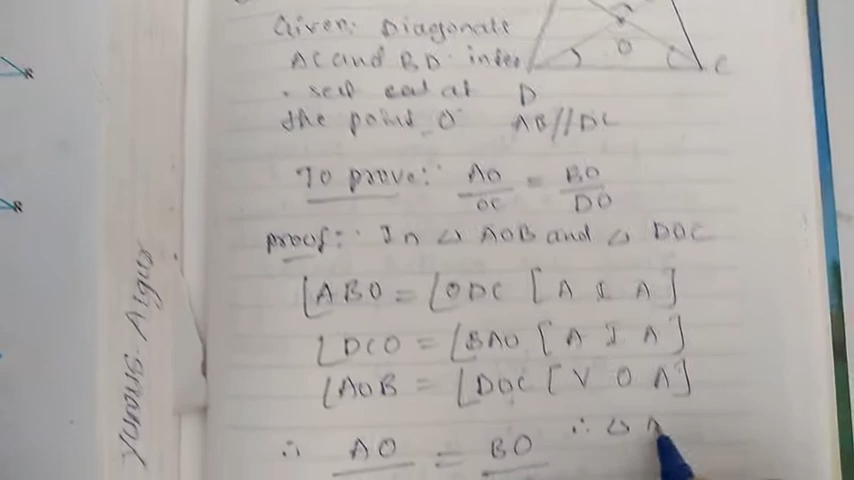 Given: Diagonals
AC and BD inter
O
C
. sect eat at
D
the point O
AB//DC
To prove: AO/OC = BO/DO
proof: In △ AOB and △ DOC
∠ABO = ∠ODC [A I A]
∠DCO = ∠BAO [A I A]
∠AOB = ∠DOC [V O A]
∴ AO = BO ∴ △ A
R
R